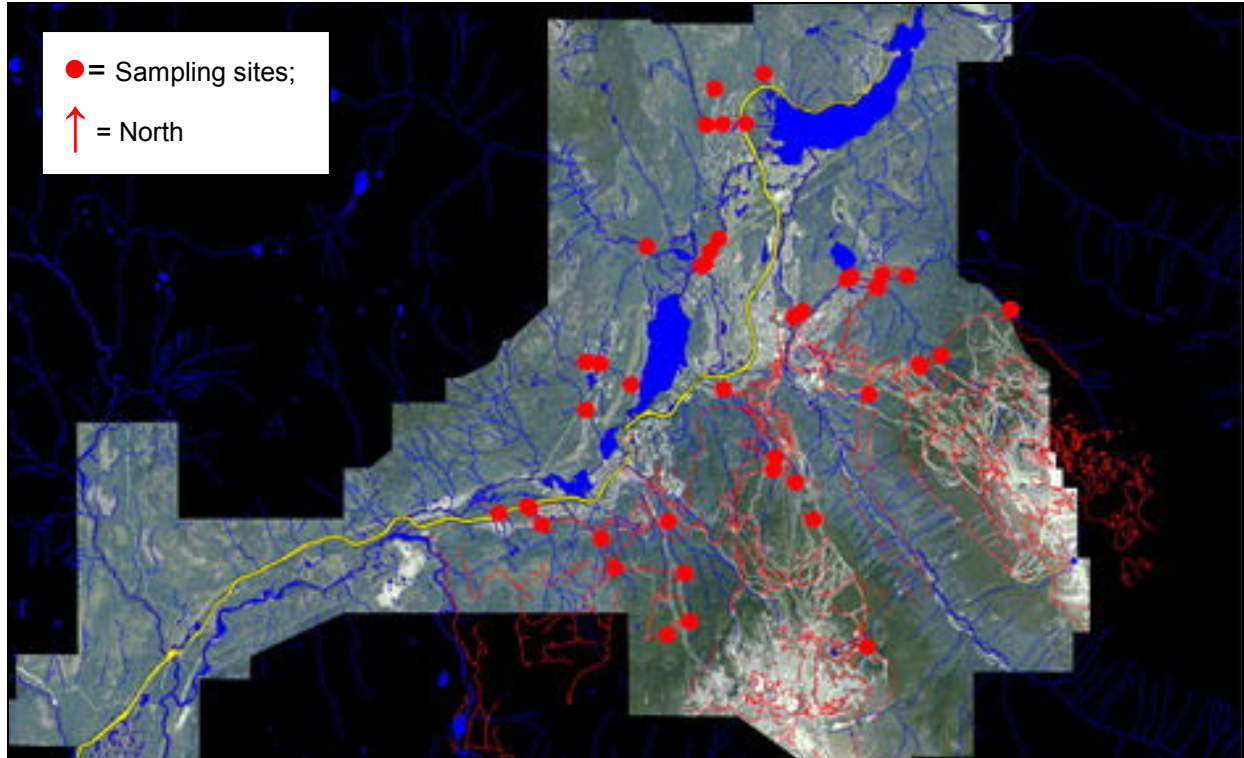 = Sampling sites;
= North